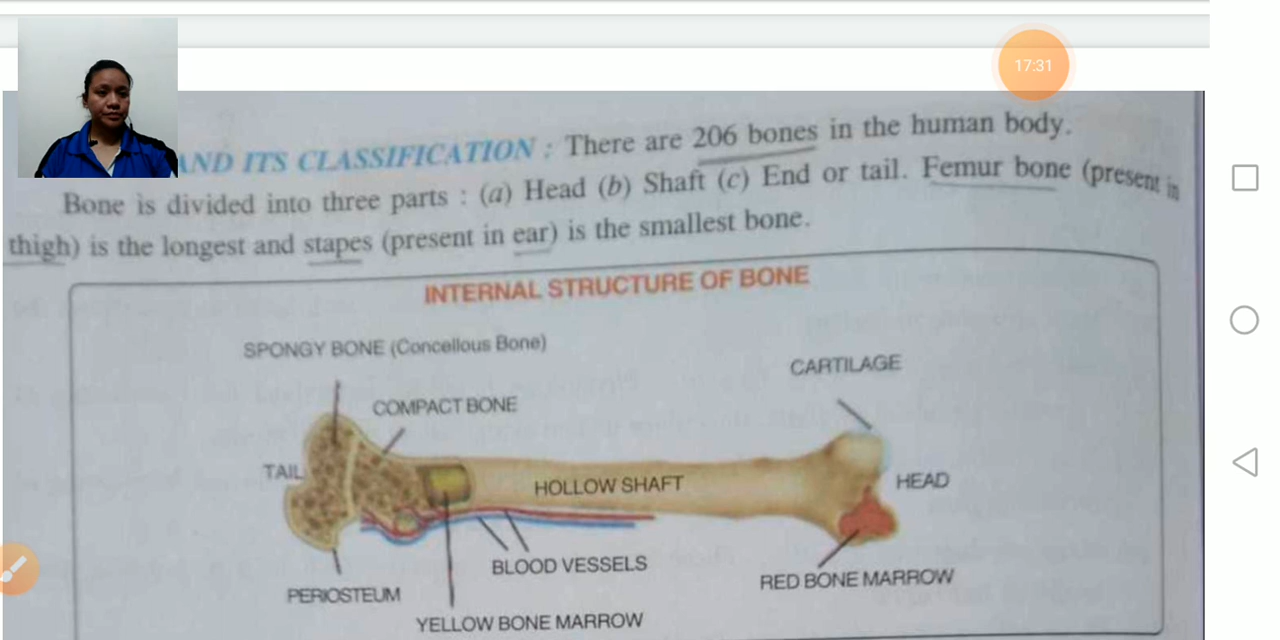 17:31
AND ITS CLASSIFICATION : There are 206 bones in the human body.
Bone is divided into three parts : (a) Head (b) Shaft (c) End or tail. Femur bone (present in
thigh) is the longest and stapes (present in ear) is the smallest bone.
INTERNAL STRUCTURE OF BONE
SPONGY BONE (Concellous Bone)
CARTILAGE
COMPACT BONE
TAIL
HOLLOW SHAFT
HEAD
BLOOD VESSELS
RED BONE MARROW
PERIOSTEUM
YELLOW BONE MARROW